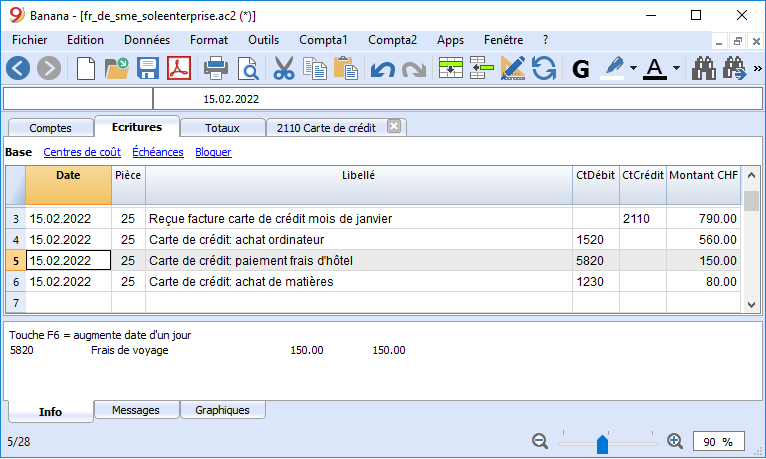 Banana - [fr_de_sme_soleenterprise.ac2 (*)]
Fichier Edition Données Format Outils Compta1 Compta2 Apps Fenêtre ?
G A »
15.02.2022
Comptes Ecritures Totaux 2110 Carte de crédit
Base Centres de coût Échéances Bloquer
Date Pièce Libellé CtDébit CtCrédit Montant CHF
3 15.02.2022 25 Reçue facture carte de crédit mois de janvier 2110 790.00
4 15.02.2022 25 Carte de crédit: achat ordinateur 1520 560.00
5 15.02.2022 25 Carte de crédit: paiement frais d'hôtel 5820 150.00
6 15.02.2022 25 Carte de crédit: achat de matières 1230 80.00
7
Touche F6 = augmente date d'un jour
5820 Frais de voyage 150.00 150.00
Info Messages Graphiques
5/28 90 %